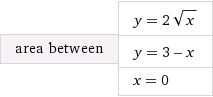 area between
y = 2√x
y = 3 – x
x = 0